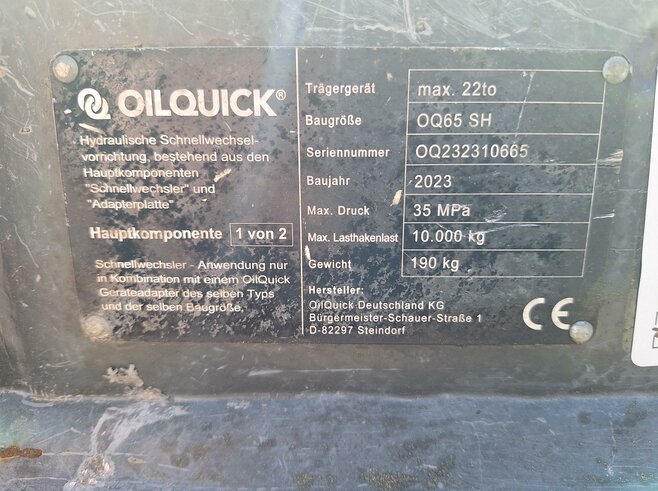 OILQUICK®
Hydraulische Schnellwechsel-
vorrichtung, bestehend aus den
Hauptkomponenten
"Schnellwechsler" und
"Adapterplatte"
Hauptkomponente 1 von 2
Schnellwechsler - Anwendung nur
in Kombination mit einem OilQuick
Geräteadapter des selben Typs
und der selben Baugröße.
Trägergerät max. 22to
Baugröße OQ65 SH
Seriennummer OQ232310665
Baujahr 2023
Max. Druck 35 MPa
Max. Lasthakenlast 10.000 kg
Gewicht 190 kg
Hersteller:
OilQuick Deutschland KG
Bürgermeister-Schauer-Straße 1
D-82297 Steindorf
CE